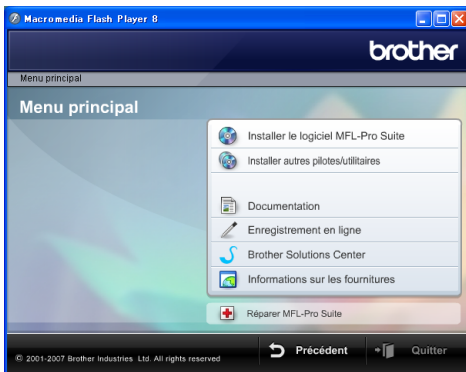 Macromedia Flash Player 8
brother
Menu principal
Menu principal
Installer le logiciel MFL-Pro Suite
Installer autres pilotes/utilitaires
Documentation
Enregistrement en ligne
Brother Solutions Center
Informations sur les fournitures
Réparer MFL-Pro Suite
© 2001-2007 Brother Industries Ltd. All rights reserved
Précédent
Quitter